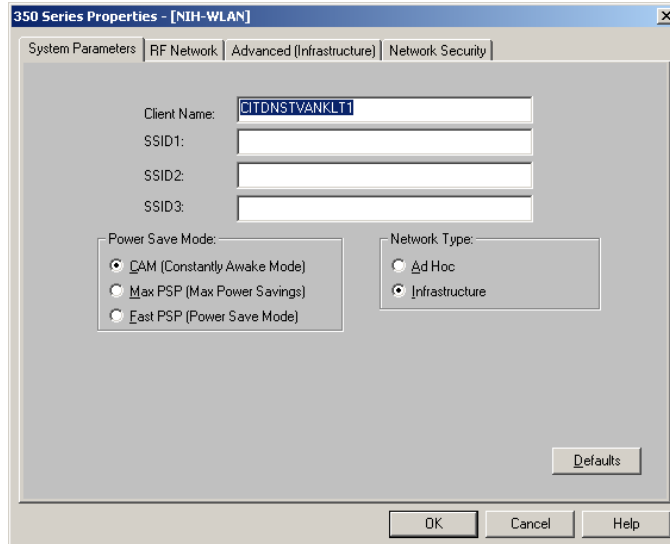 350 Series Properties - [NIH-WLAN]
System Parameters RF Network Advanced (Infrastructure) Network Security
Client Name: CITDNSTVANKLT1
SSID1:
SSID2:
SSID3:
Power Save Mode: Network Type:
CAM (Constantly Awake Mode) Ad Hoc
Max PSP (Max Power Savings) Infrastructure
Fast PSP (Power Save Mode)
Defaults
OK Cancel Help